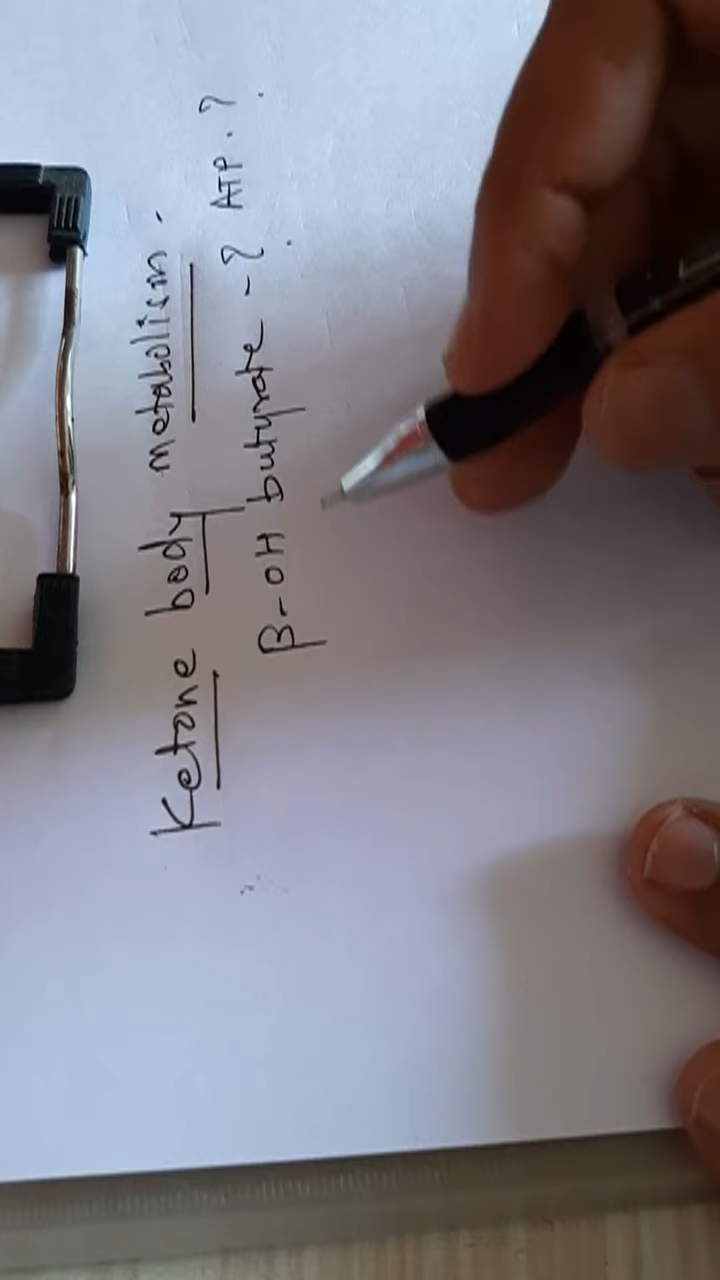 Ketone body metabolism.
β-OH butyrate - ? ATP. ?